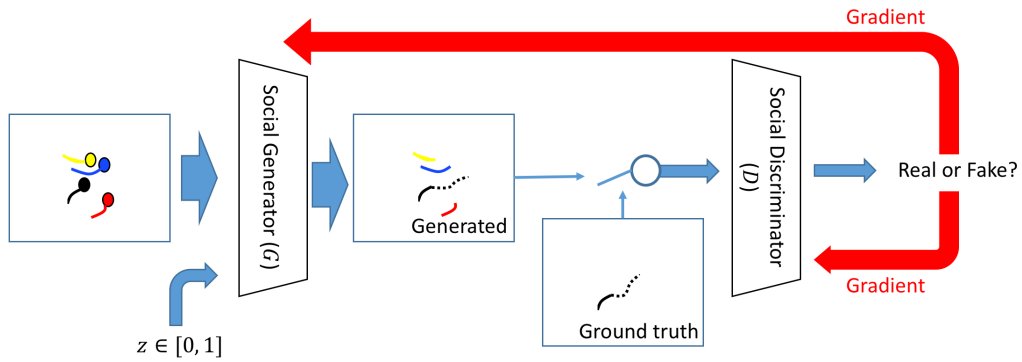 Gradient
Social Generator (G)
Generated
Social Discriminator
(D)
Real or Fake?
Ground truth
Gradient
z ∈ [0, 1]